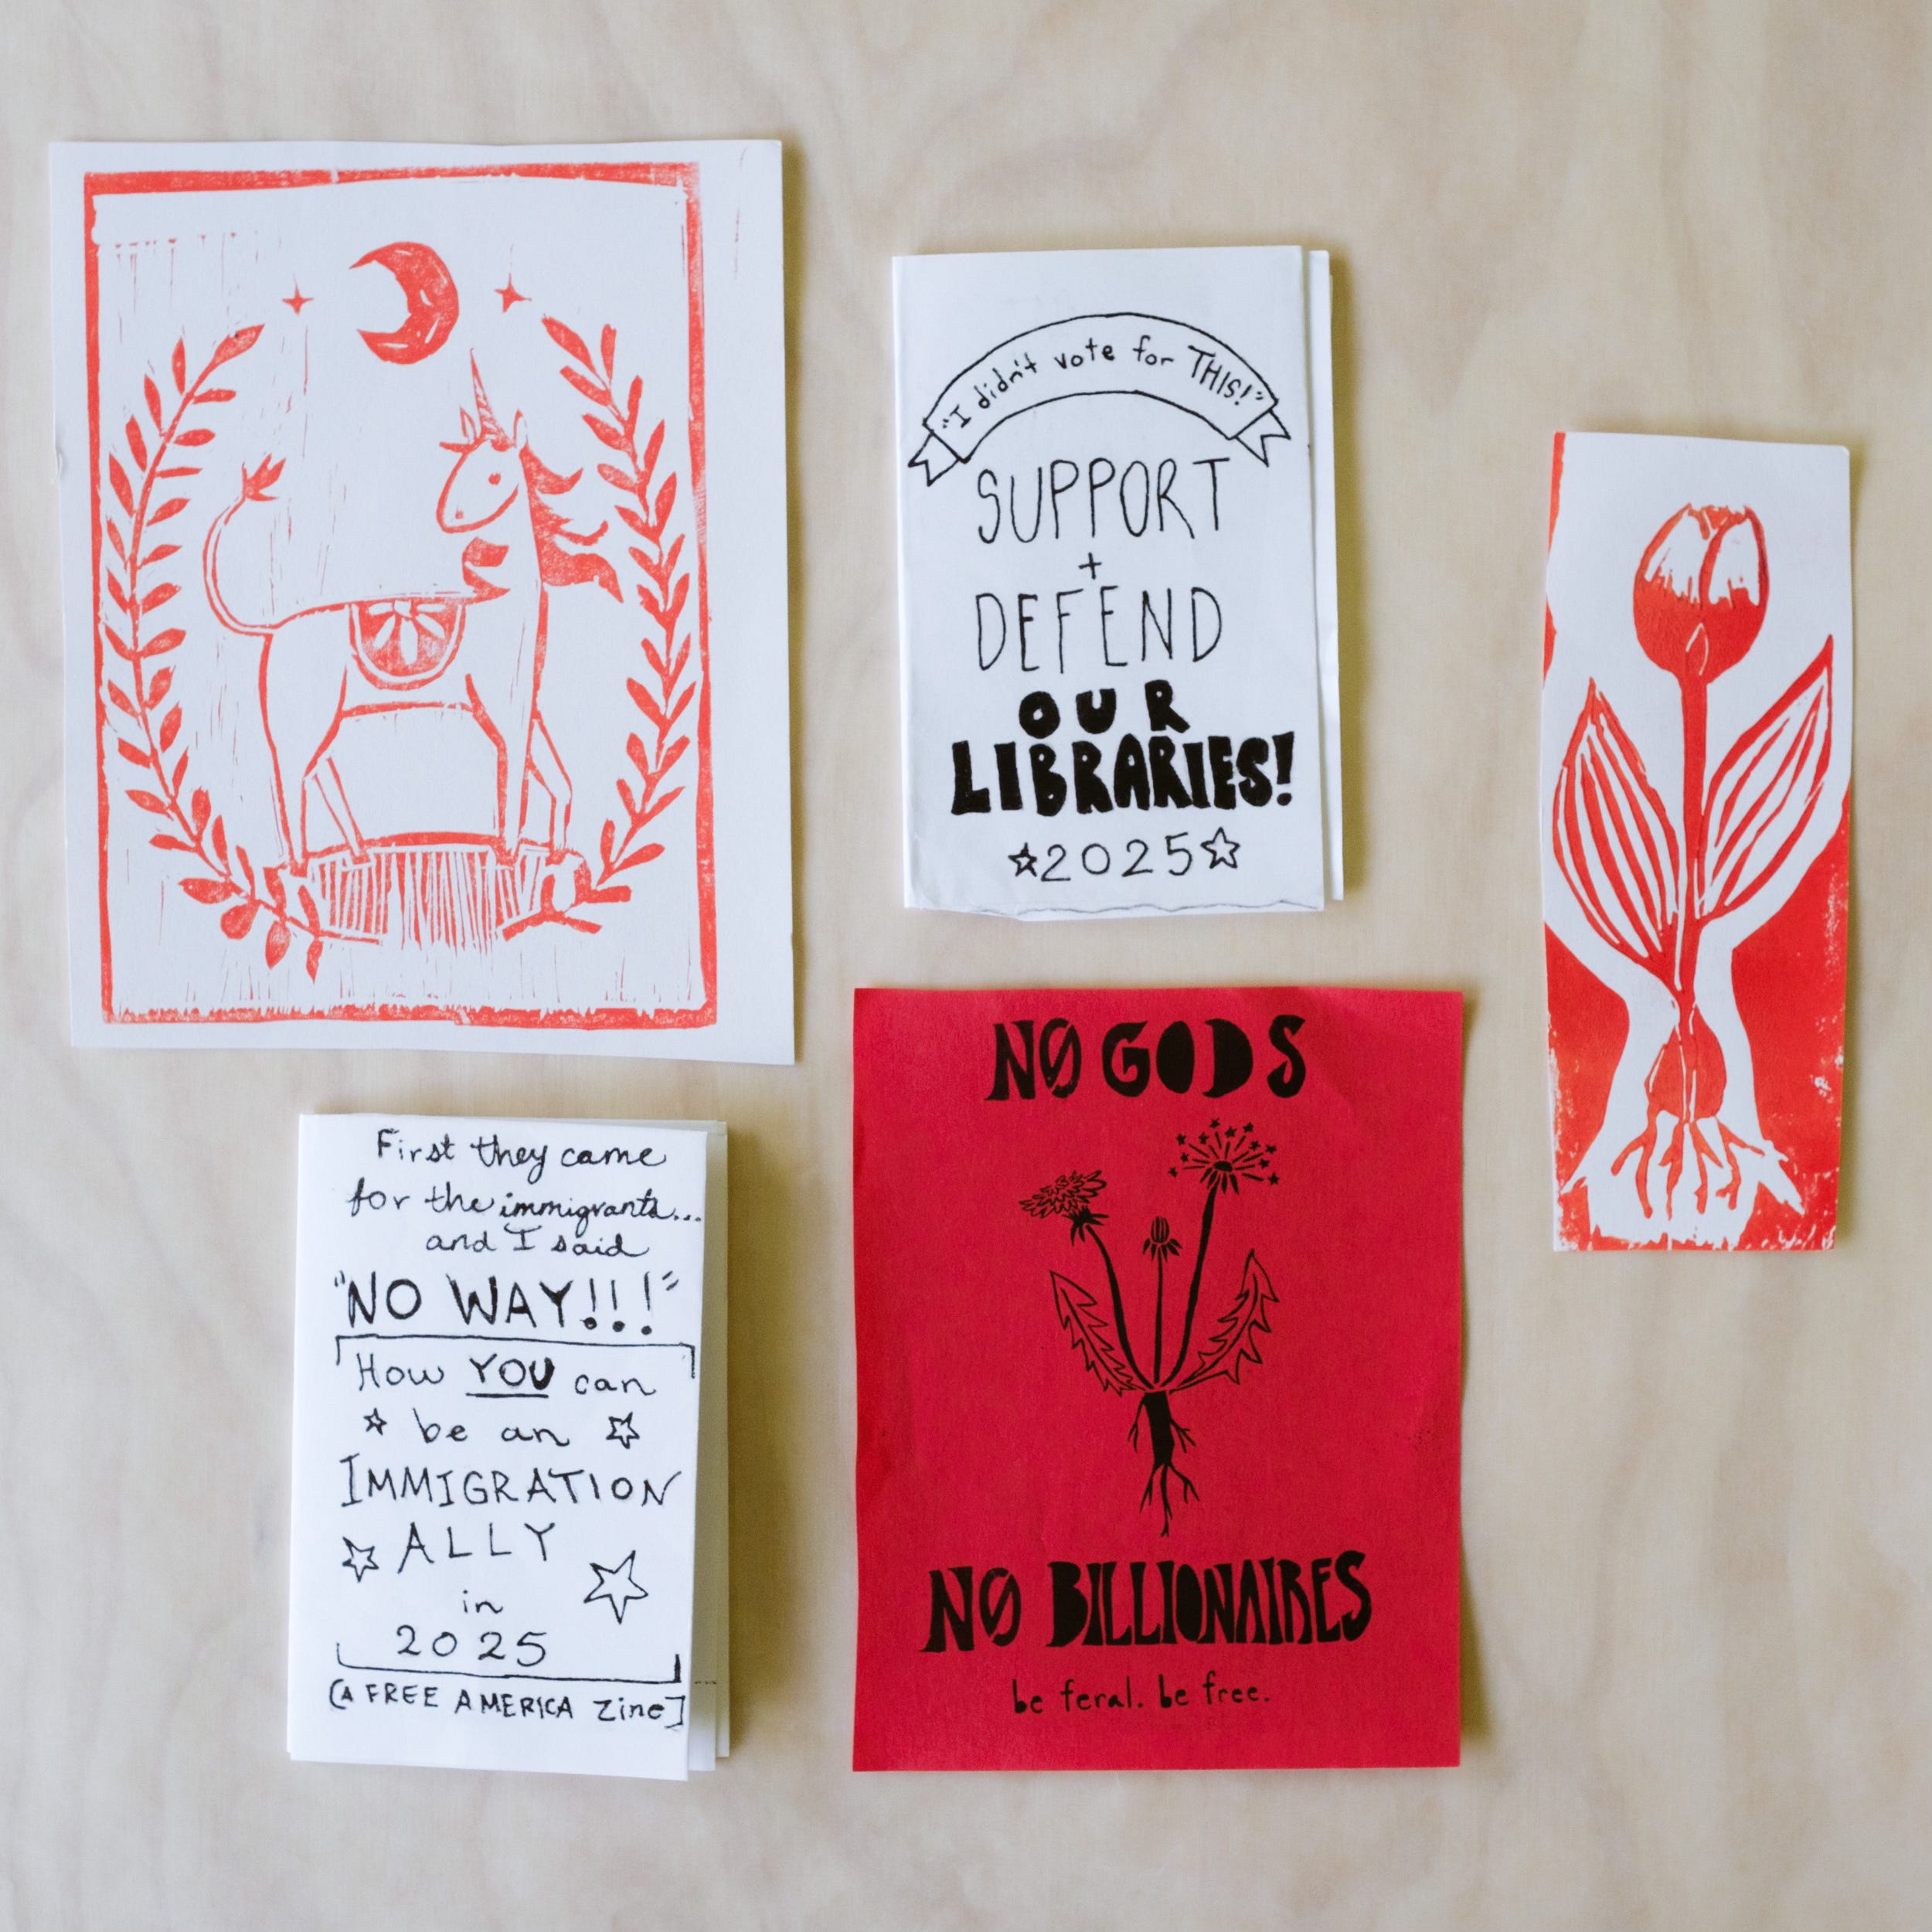 "I didn't vote for THIS!"
SUPPORT
+
DEFEND
OUR
LIBRARIES!
2025
NO GODS
NO BILLIONAIRES
be feral. be free.
First they came
for the immigrants...
and I said
"NO WAY!!!"
How YOU can
be an
IMMIGRATION
ALLY
in
2025
[A FREE AMERICA Zine]